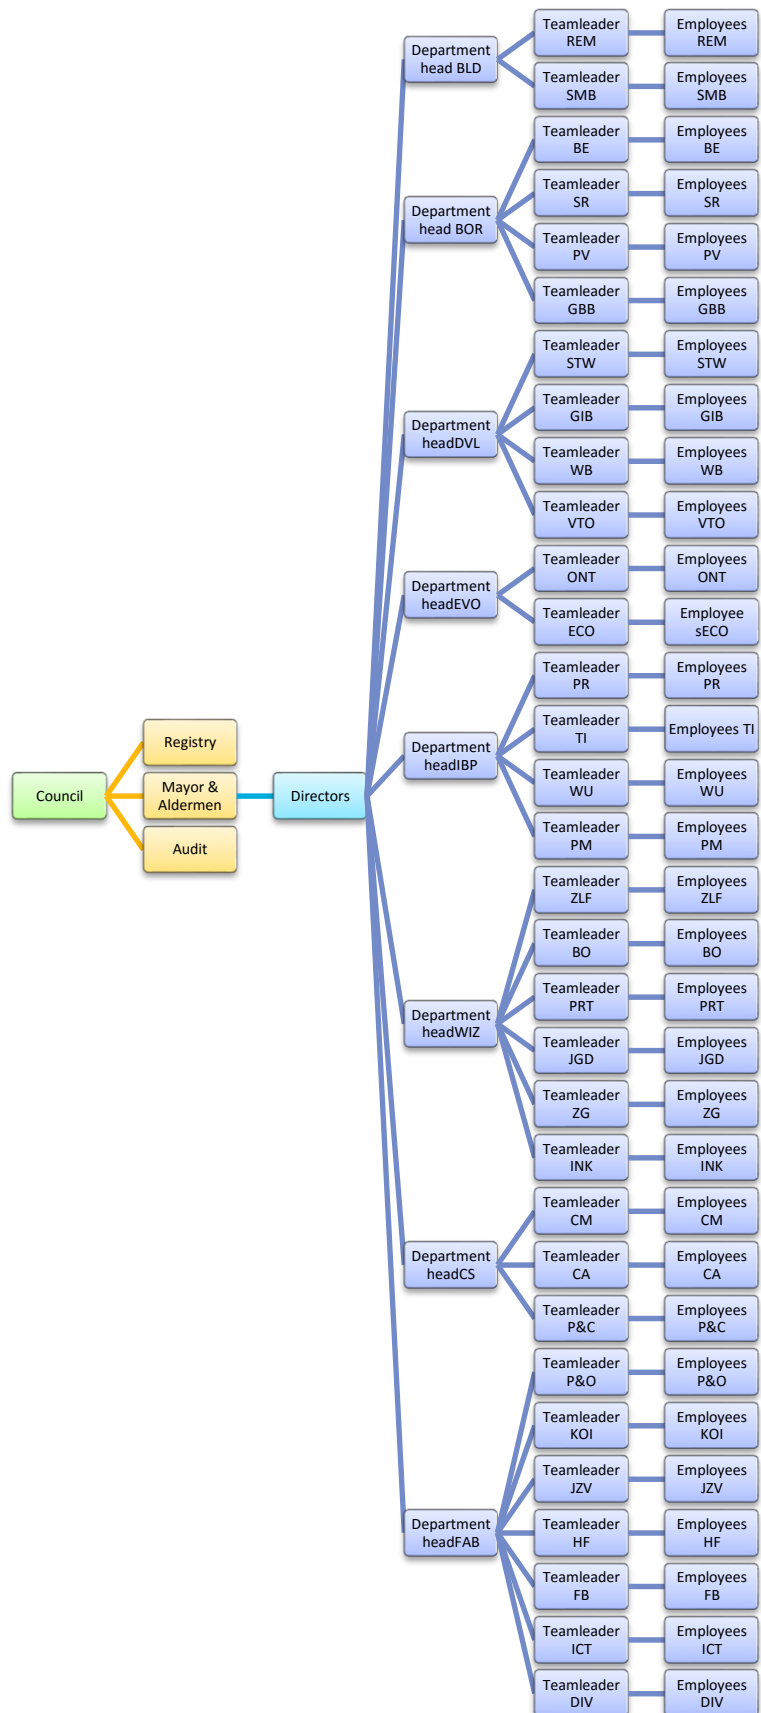 Council
Registry
Mayor &
Aldermen
Audit
Directors
Department
head BLD
Teamleader
REM
Employees
REM
Teamleader
SMB
Employees
SMB
Department
head BOR
Teamleader
BE
Employees
BE
Teamleader
SR
Employees
SR
Teamleader
PV
Employees
PV
Teamleader
GBB
Employees
GBB
Department
headDVL
Teamleader
STW
Employees
STW
Teamleader
GIB
Employees
GIB
Teamleader
WB
Employees
WB
Teamleader
VTO
Employees
VTO
Department
headEVO
Teamleader
ONT
Employees
ONT
Teamleader
ECO
Employee
sECO
Department
headIBP
Teamleader
PR
Employees
PR
Teamleader
TI
Employees TI
Teamleader
WU
Employees
WU
Teamleader
PM
Employees
PM
Department
headWIZ
Teamleader
ZLF
Employees
ZLF
Teamleader
BO
Employees
BO
Teamleader
PRT
Employees
PRT
Teamleader
JGD
Employees
JGD
Teamleader
ZG
Employees
ZG
Teamleader
INK
Employees
INK
Department
headCS
Teamleader
CM
Employees
CM
Teamleader
CA
Employees
CA
Teamleader
P&C
Employees
P&C
Department
headFAB
Teamleader
P&O
Employees
P&O
Teamleader
KOI
Employees
KOI
Teamleader
JZV
Employees
JZV
Teamleader
HF
Employees
HF
Teamleader
FB
Employees
FB
Teamleader
ICT
Employees
ICT
Teamleader
DIV
Employees
DIV